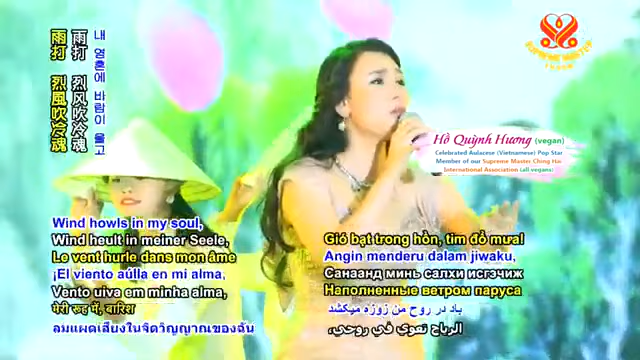 雨打 烈風吹冷魂
雨打 烈风吹冷魂
내 영혼에 바람이 울고
SUPREME MASTER
Hồ Quỳnh Hương (vegan)
Celebrated Aulacese (Vietnamese) Pop Star
Member of our Supreme Master Ching Hai
International Association (all vegans)
Wind howls in my soul,
Wind heult in meiner Seele,
Le vent hurle dans mon âme
¡El viento aúlla en mi alma,
Vento uiva em minha alma,
मेरी रूह में, बारिश
ลมแผดเสียงในจิตวิญญาณของฉัน
Gió bạt trong hồn, tim đổ mưa!
Angin menderu dalam jiwaku,
Санаанд минь салхи исгэчиж
Наполненные ветром паруса
باد در روح من زوزه میکشد
الرياح تعوي في روحي،